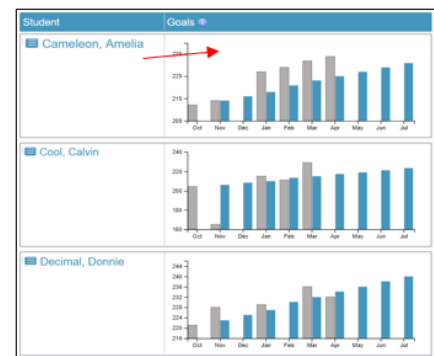 Student Goals
Cameleon, Amelia
235
225
215
205
Oct Nov Dec Jan Feb Mar Apr May Jun Jul
Cool, Calvin
240
220
200
180
160
Oct Nov Dec Jan Feb Mar Apr May Jun Jul
Decimal, Donnie
244
240
236
232
228
224
220
216
Oct Nov Dec Jan Feb Mar Apr May Jun Jul